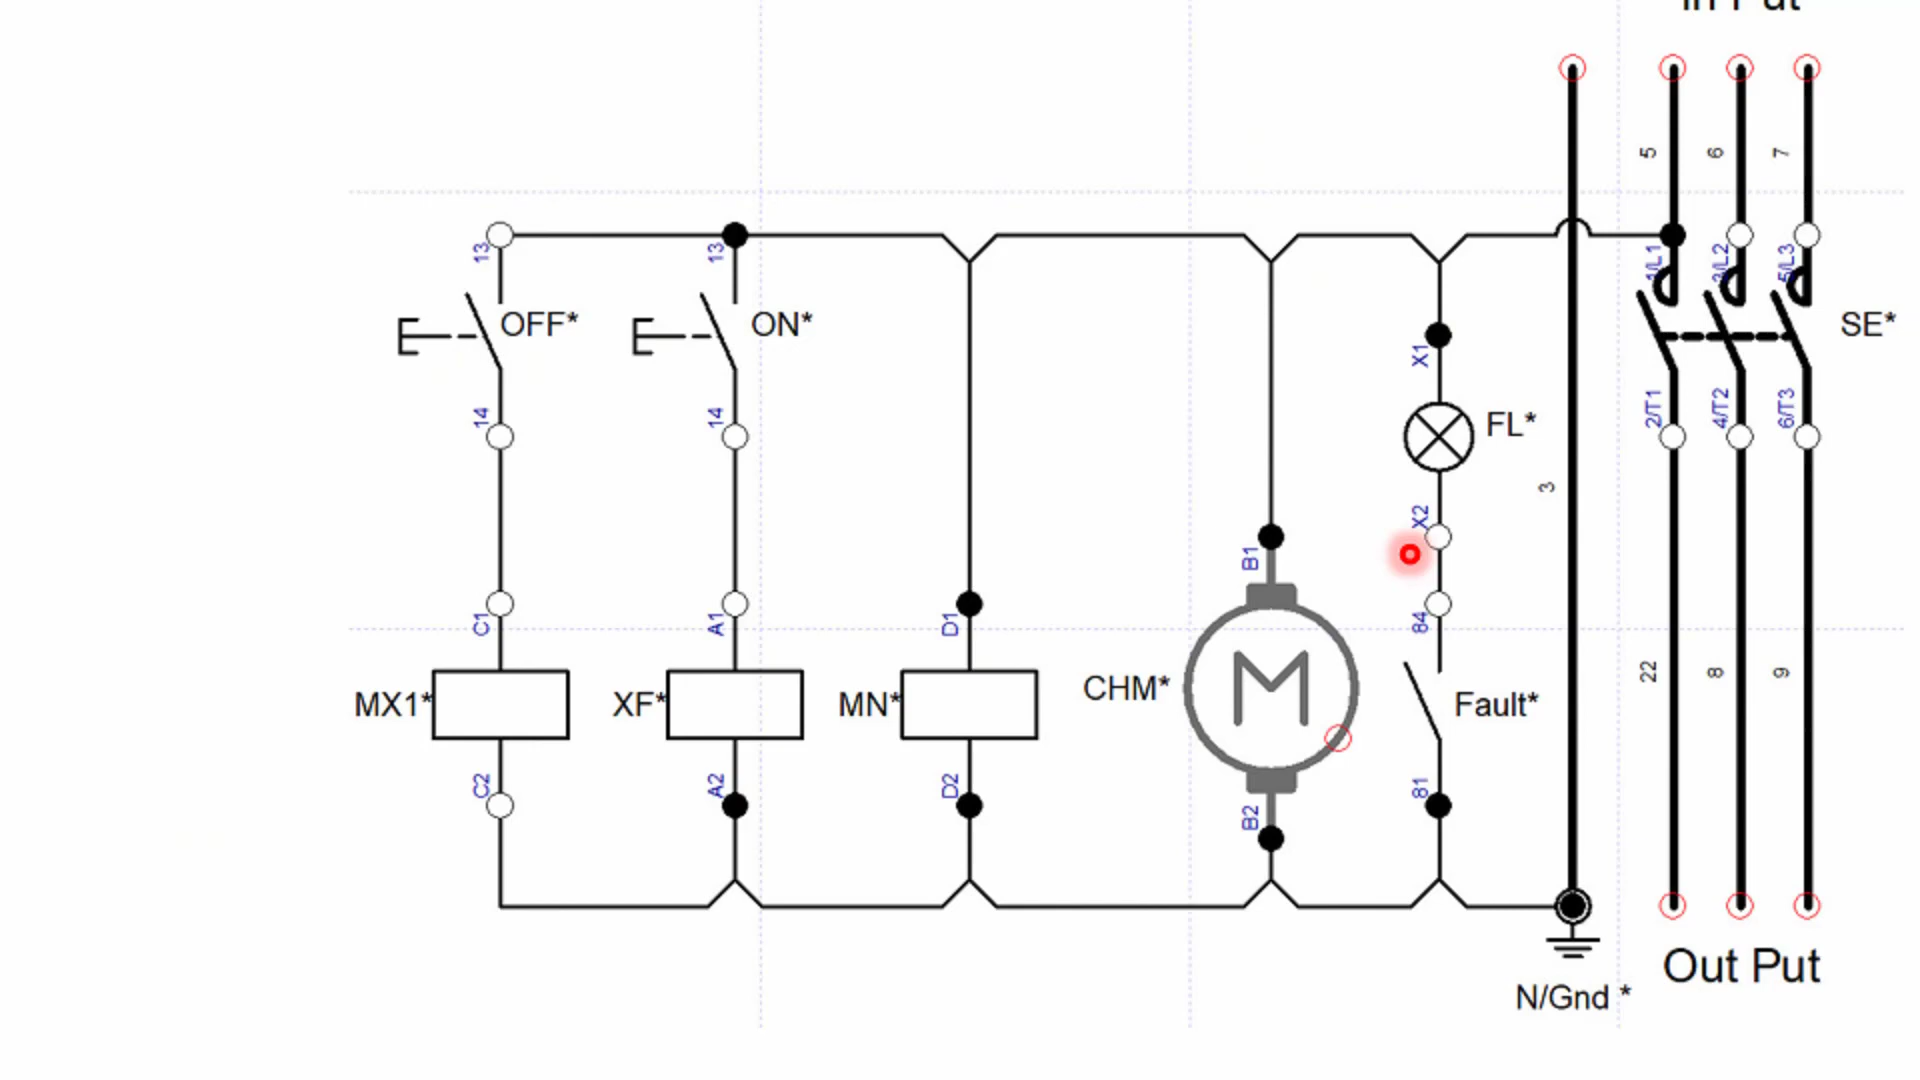 In Put
5
6
7
13
13
1/L1
3/L2
5/L3
OFF*
ON*
SE*
X1
14
14
2/T1
4/T2
6/T3
FL*
3
X2
B1
C1
A1
D1
84
22
8
9
MX1*
XF*
MN*
CHM*
M
Fault*
C2
A2
D2
B2
81
Out Put
N/Gnd *